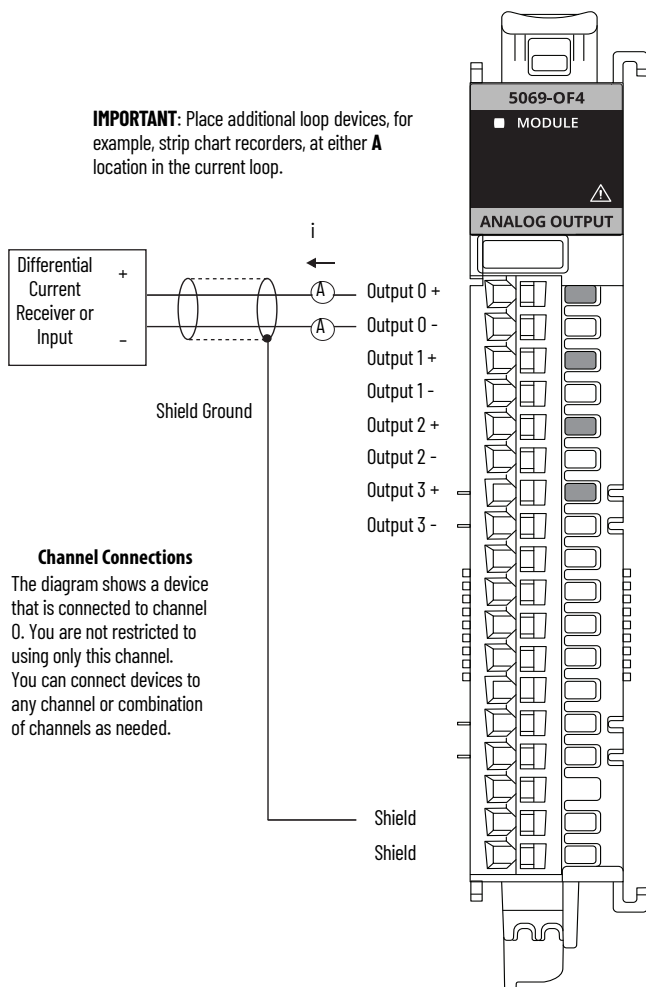 5069-OF4
MODULE
ANALOG OUTPUT
IMPORTANT: Place additional loop devices, for
example, strip chart recorders, at either A
location in the current loop.
i
Differential
Current
Receiver or
Input
+
-
A
A
Output 0 +
Output 0 -
Output 1 +
Output 1 -
Output 2 +
Output 2 -
Output 3 +
Output 3 -
Shield Ground
Channel Connections
The diagram shows a device
that is connected to channel
0. You are not restricted to
using only this channel.
You can connect devices to
any channel or combination
of channels as needed.
Shield
Shield